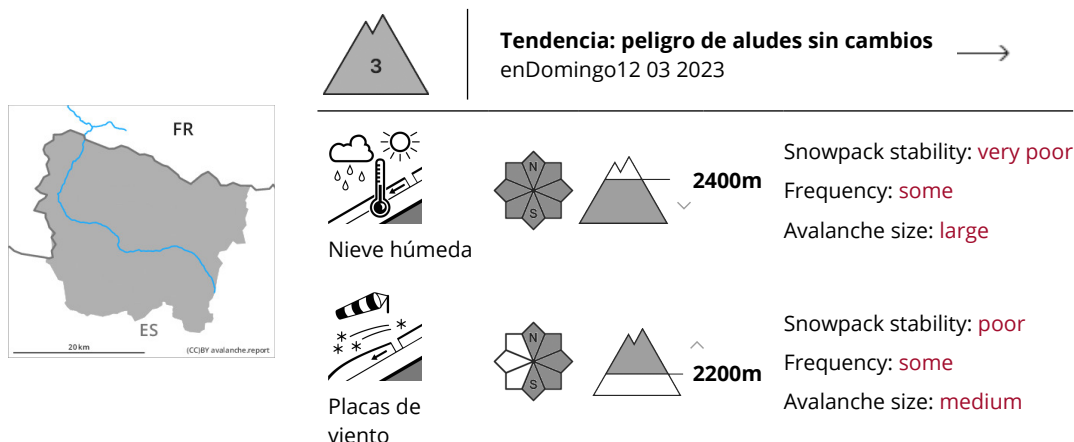 3
Tendencia: peligro de aludes sin cambios
enDomingo12 03 2023
FR
ES
20 km
(CC)BY avalanche.report
N
S
2400m
Snowpack stability: very poor
Frequency: some
Avalanche size: large
Nieve húmeda
N
S
2200m
Snowpack stability: poor
Frequency: some
Avalanche size: medium
Placas de
viento